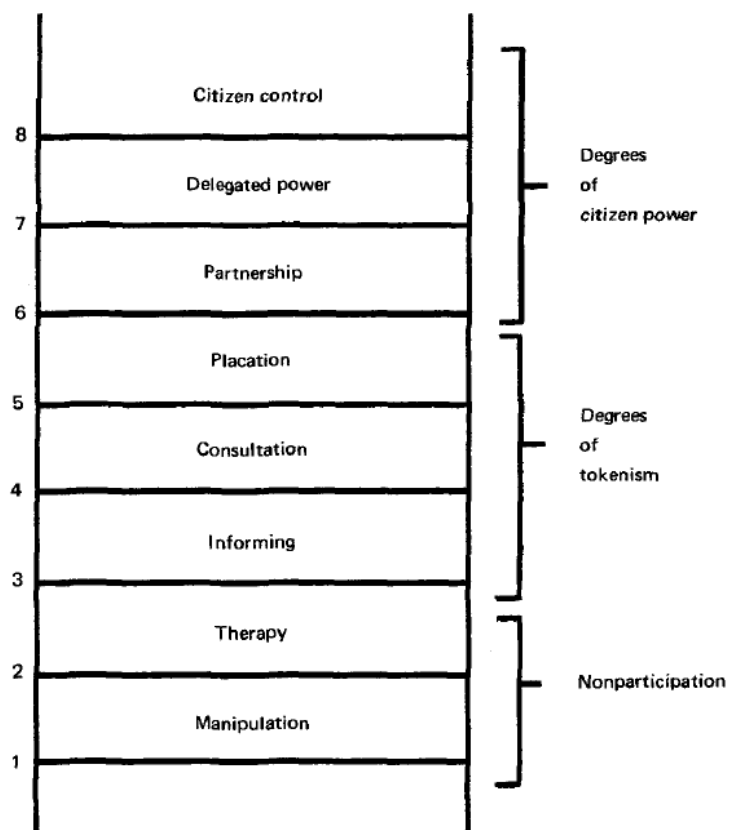 Citizen control
8
Delegated power
7
Partnership
6
Placation
5
Consultation
4
Informing
3
Therapy
2
Manipulation
1
Degrees
of
citizen power
Degrees
of
tokenism
Nonparticipation